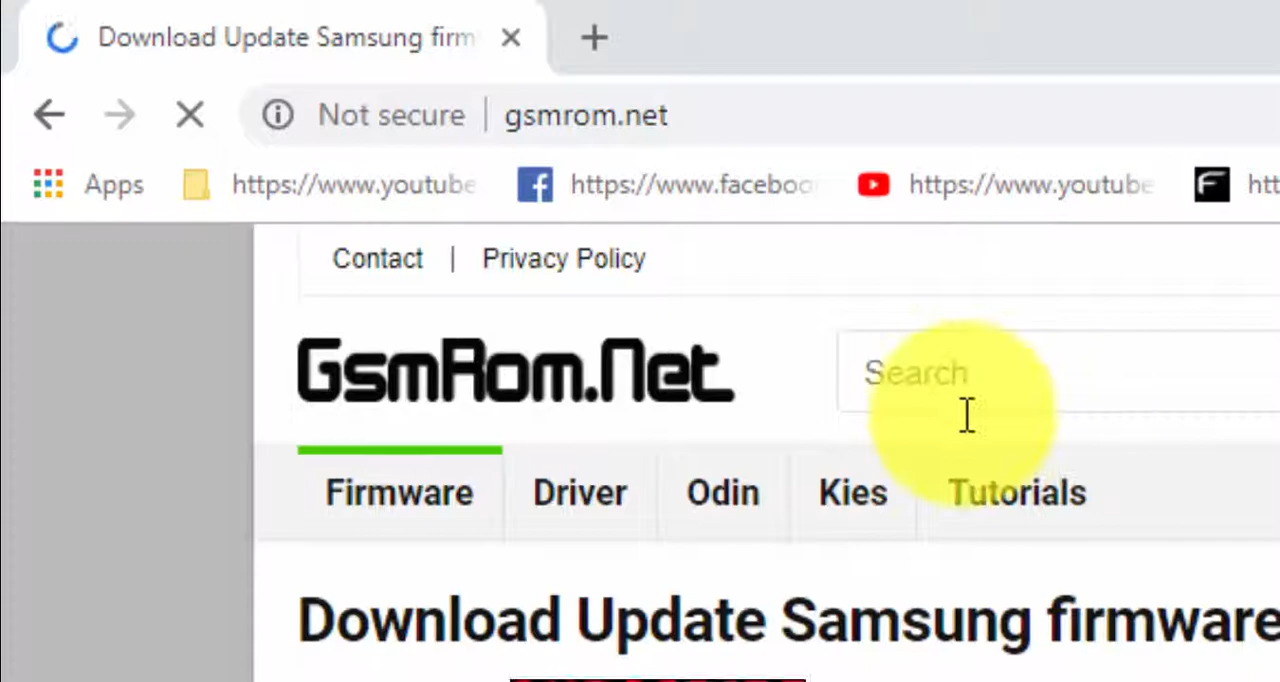 Download Update Samsung firm
Not secure gsmrom.net
Apps https://www.youtube https://www.faceboo https://www.youtube htt
Contact | Privacy Policy
GsmRom.Net Search
Firmware Driver Odin Kies Tutorials
Download Update Samsung firmware